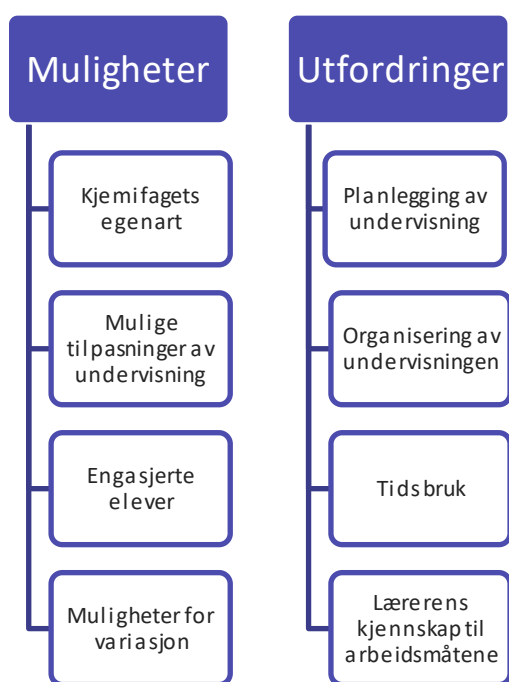 Muligheter
Kjemifagets
egenart
Mulige
tilpasninger av
undervisning
Engasjerte
elever
Muligheter for
variasjon
Utfordringer
Planlegging av
undervisning
Organisering av
undervisningen
Tidsbruk
Lærerens
kjennskap til
arbeidsmåtene